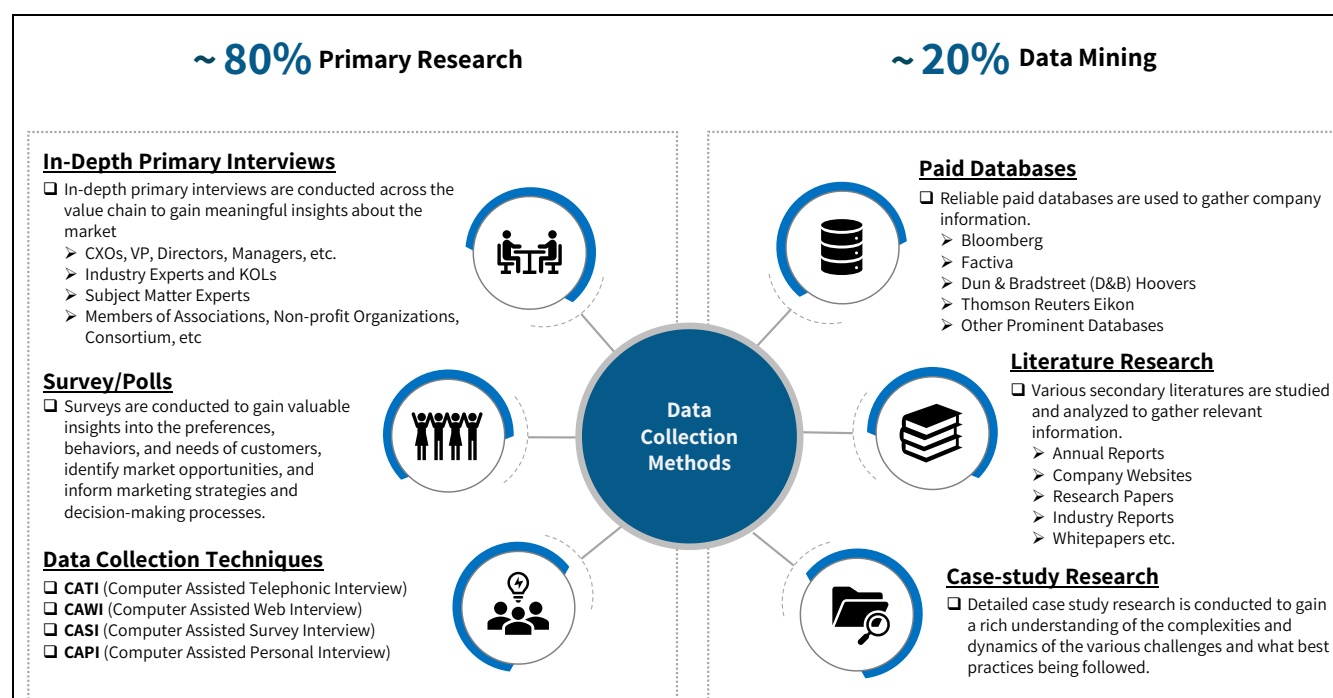 ~ 80% Primary Research
~ 20% Data Mining
In-Depth Primary Interviews
❑ In-depth primary interviews are conducted across the
value chain to gain meaningful insights about the
market
➢ CXOs, VP, Directors, Managers, etc.
➢ Industry Experts and KOLs
➢ Subject Matter Experts
➢ Members of Associations, Non-profit Organizations,
Consortium, etc
Survey/Polls
❑ Surveys are conducted to gain valuable
insights into the preferences,
behaviors, and needs of customers,
identify market opportunities, and
inform marketing strategies and
decision-making processes.
Data Collection Techniques
❑ CATI (Computer Assisted Telephonic Interview)
❑ CAWI (Computer Assisted Web Interview)
❑ CASI (Computer Assisted Survey Interview)
❑ CAPI (Computer Assisted Personal Interview)
Data
Collection
Methods
Paid Databases
❑ Reliable paid databases are used to gather company
information.
➢ Bloomberg
➢ Factiva
➢ Dun & Bradstreet (D&B) Hoovers
➢ Thomson Reuters Eikon
➢ Other Prominent Databases
Literature Research
❑ Various secondary literatures are studied
and analyzed to gather relevant
information.
➢ Annual Reports
➢ Company Websites
➢ Research Papers
➢ Industry Reports
➢ Whitepapers etc.
Case-study Research
❑ Detailed case study research is conducted to gain
a rich understanding of the complexities and
dynamics of the various challenges and what best
practices being followed.